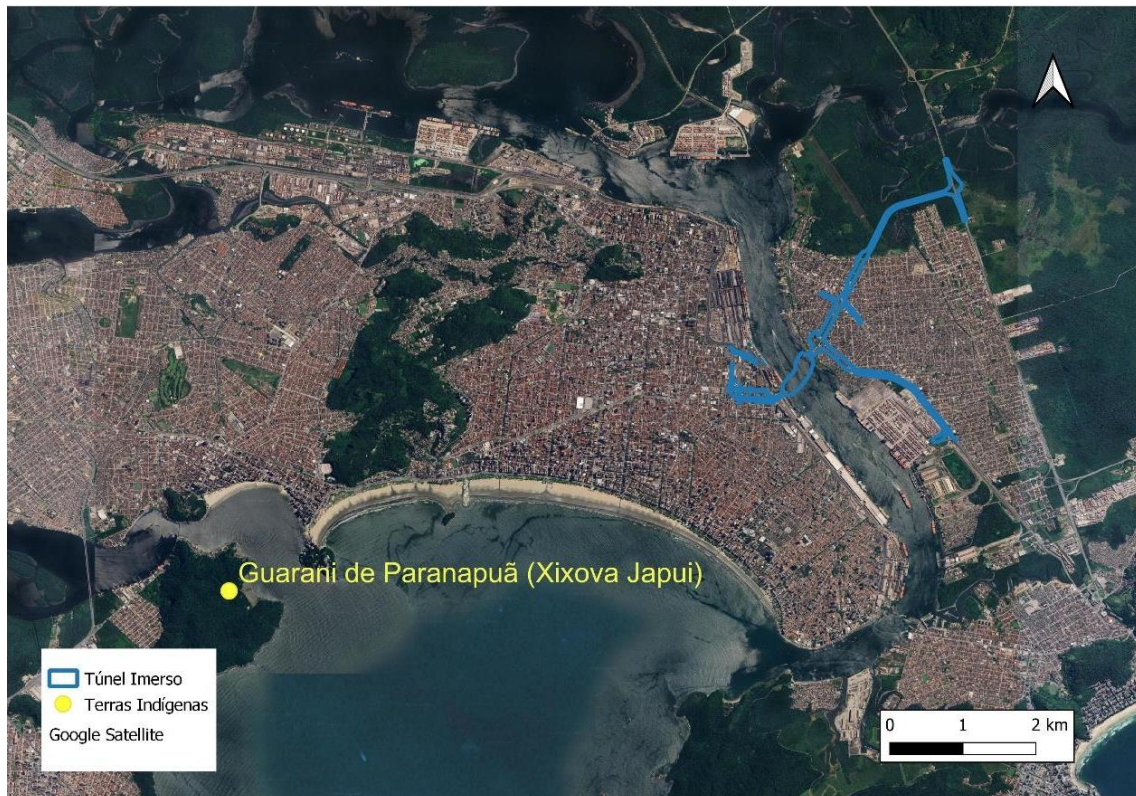 Guarani de Paranapuã (Xixova Japui)
Túnel Imerso
Terras Indígenas
Google Satellite
0 1 2 km